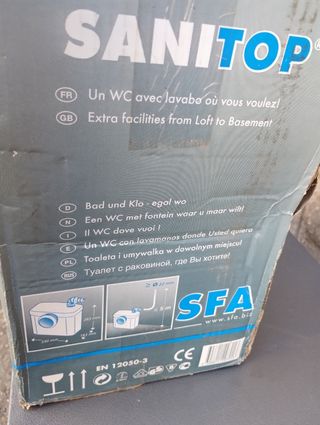 SANITOP®
FR Un WC avec lavabo où vous voulez!
GB Extra facilities from Loft to Basement
D Bad und Klo - egal wo
N Een WC met fontein waar u maar wilt!
I Il WC dove vuoi !
E Un WC con lavamanos donde Usted quiera
PL Toaleta i umywalka w dowolnym miejscu!
RUS Туалет с раковиной, где Вы хотите!
SFA
www.sfa.biz
EN 12050-3
CE